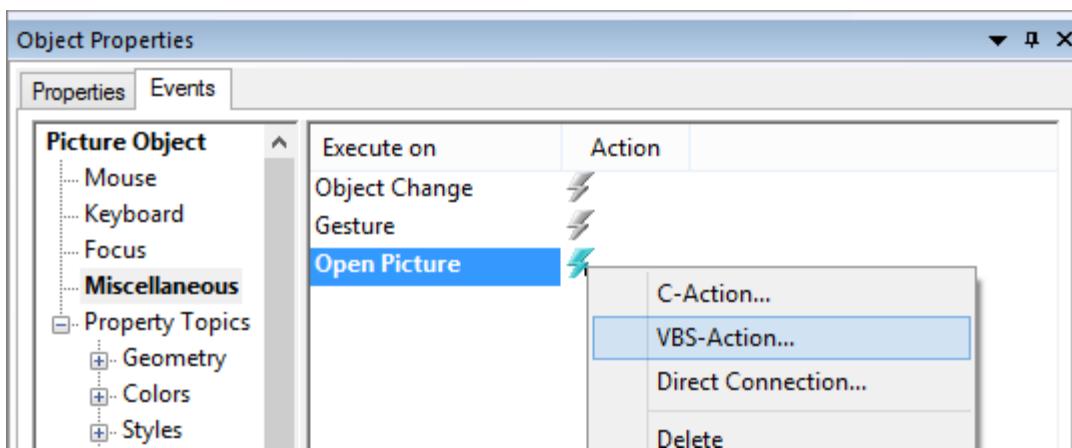 Object Properties
Properties
Events
Picture Object
Mouse
Keyboard
Focus
Miscellaneous
Property Topics
Geometry
Colors
Styles
Execute on Action
Object Change
Gesture
Open Picture
C-Action...
VBS-Action...
Direct Connection...
Delete